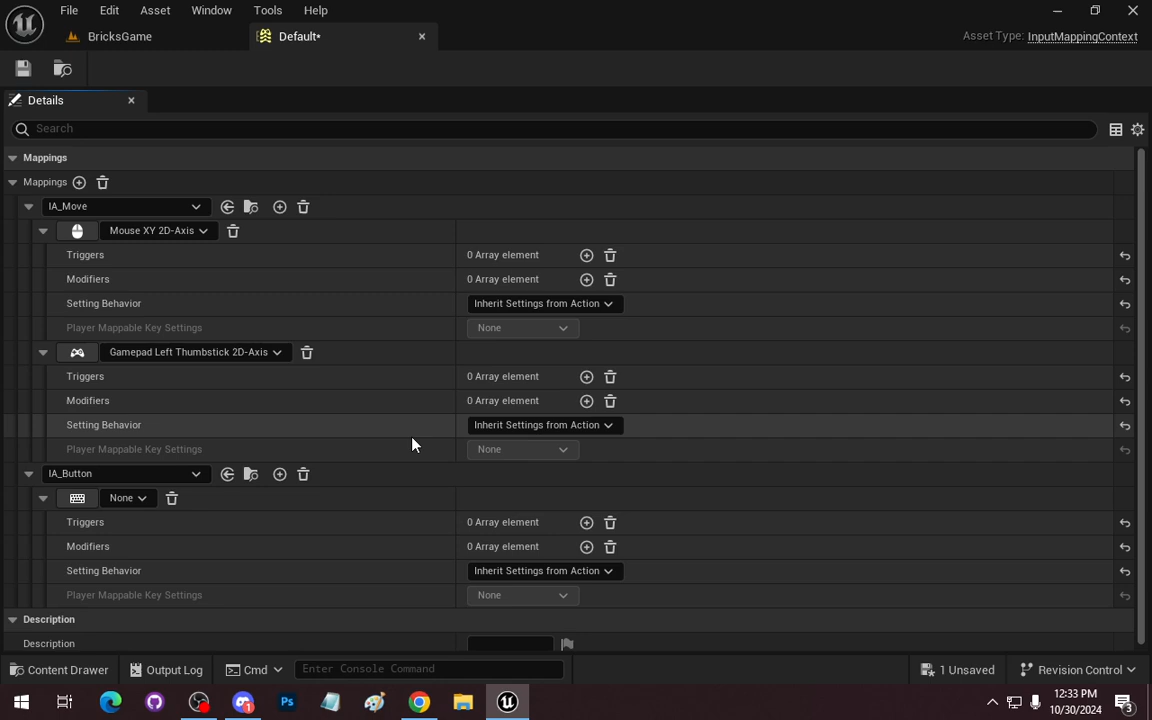 File Edit Asset Window Tools Help
BricksGame Default* Asset Type: InputMappingContext
Details
Search
Mappings
Mappings
IA_Move
Mouse XY 2D-Axis
Triggers 0 Array element
Modifiers 0 Array element
Setting Behavior Inherit Settings from Action
Player Mappable Key Settings None
Gamepad Left Thumbstick 2D-Axis
Triggers 0 Array element
Modifiers 0 Array element
Setting Behavior Inherit Settings from Action
Player Mappable Key Settings None
IA_Button
None
Triggers 0 Array element
Modifiers 0 Array element
Setting Behavior Inherit Settings from Action
Player Mappable Key Settings None
Description
Description
Content Drawer Output Log Cmd Enter Console Command 1 Unsaved Revision Control
Ps 1 12:33 PM
10/30/2024 3